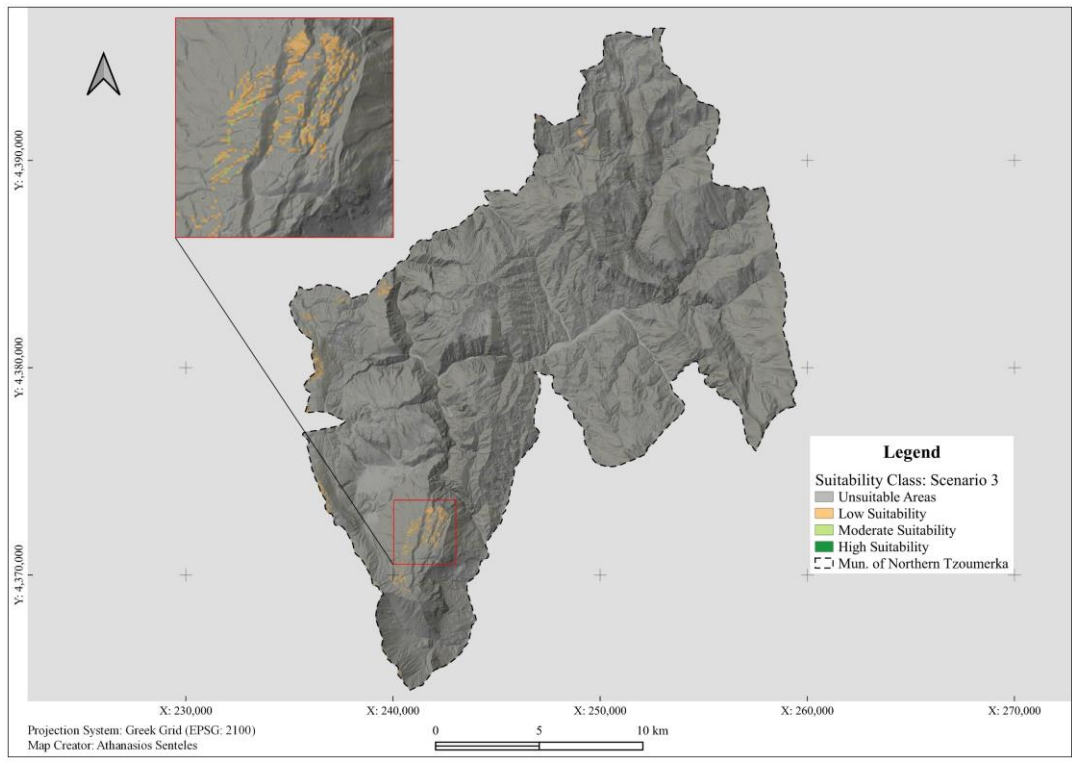 Y: 4,390,000
Y: 4,380,000
Y: 4,370,000
Legend
Suitability Class: Scenario 3
Unsuitable Areas
Low Suitability
Moderate Suitability
High Suitability
Mun. of Northern Tzoumerka
X: 230,000
X: 240,000
X: 250,000
X: 260,000
X: 270,000
Projection System: Greek Grid (EPSG: 2100)
Map Creator: Athanasios Senteles
0
5
10 km